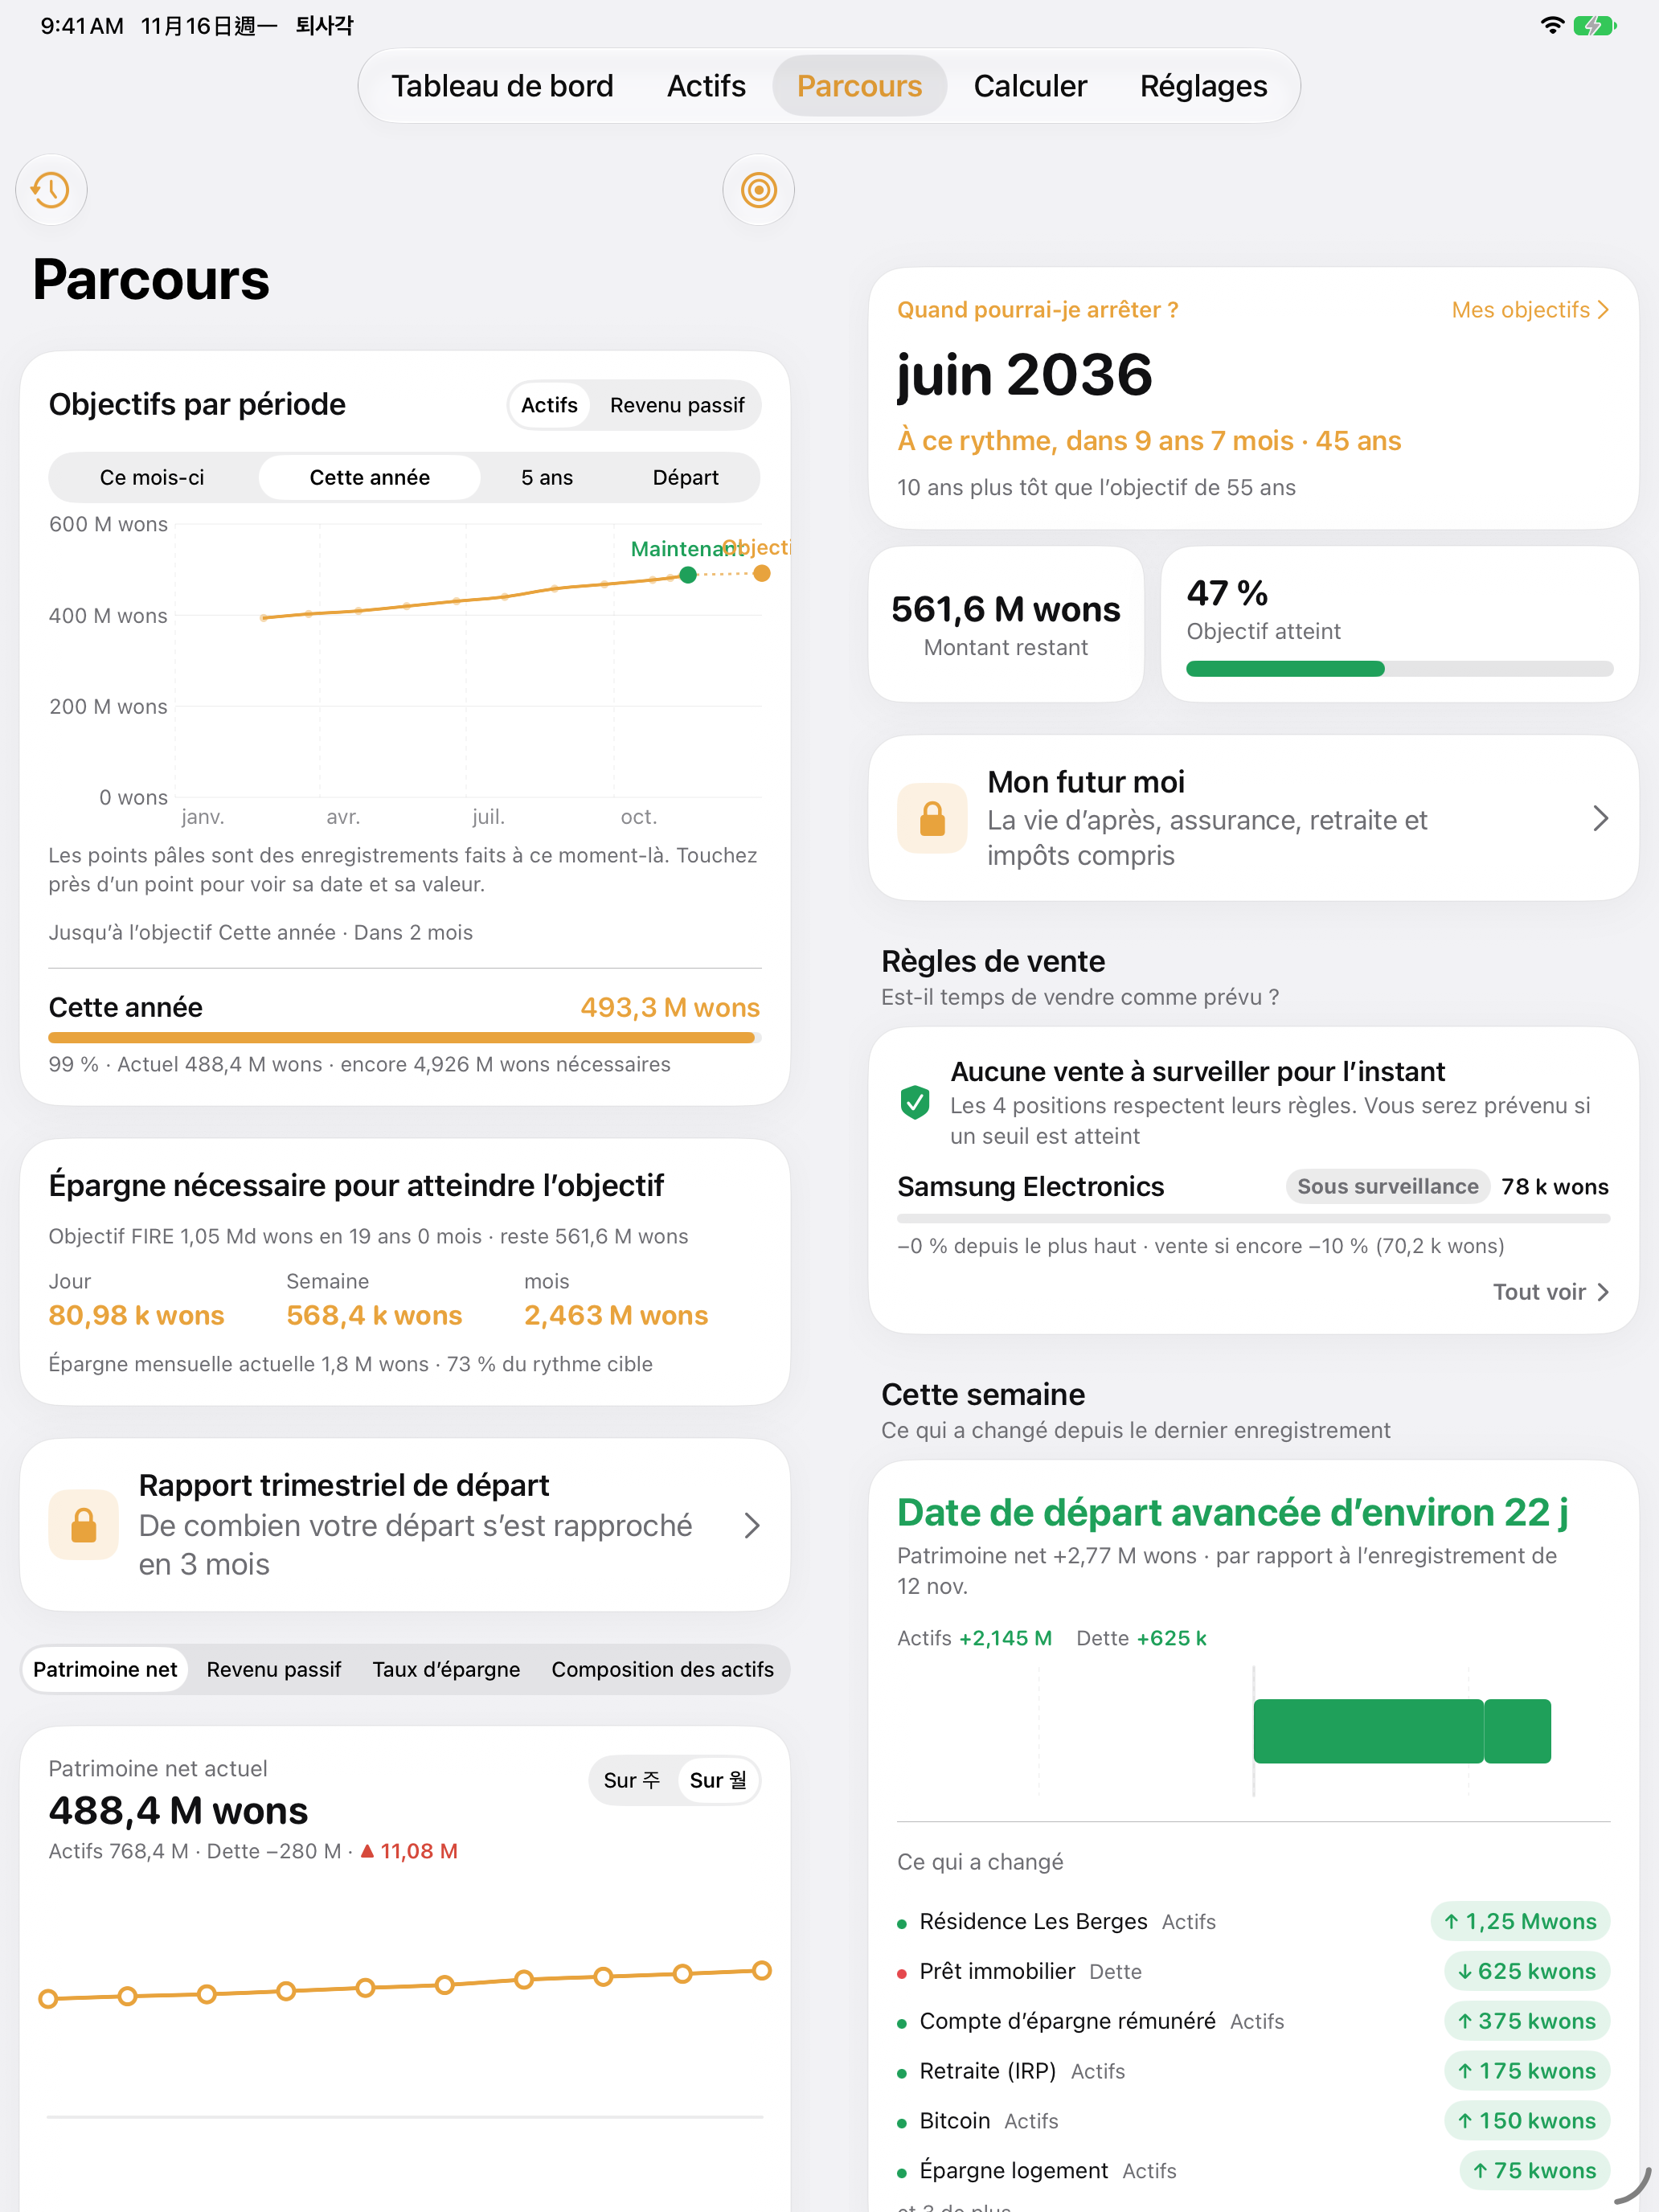 9:41 AM 11月16日週一 퇴사각
Tableau de bord
Actifs
Parcours
Calculer
Réglages
Parcours
Objectifs par période
Actifs
Revenu passif
Ce mois-ci
Cette année
5 ans
Départ
600 M wons
400 M wons
200 M wons
0 wons
Maintenant
Objecti
janv.
avr.
juil.
oct.
Les points pâles sont des enregistrements faits à ce moment-là. Touchez
près d’un point pour voir sa date et sa valeur.
Jusqu’à l’objectif Cette année · Dans 2 mois
Cette année
493,3 M wons
99 % · Actuel 488,4 M wons · encore 4,926 M wons nécessaires
Épargne nécessaire pour atteindre l’objectif
Objectif FIRE 1,05 Md wons en 19 ans 0 mois · reste 561,6 M wons
Jour
Semaine
mois
80,98 k wons
568,4 k wons
2,463 M wons
Épargne mensuelle actuelle 1,8 M wons · 73 % du rythme cible
Rapport trimestriel de départ
De combien votre départ s’est rapproché
en 3 mois
Patrimoine net
Revenu passif
Taux d’épargne
Composition des actifs
Patrimoine net actuel
Sur 주
Sur 월
488,4 M wons
Actifs 768,4 M · Dette −280 M · ▲ 11,08 M
Quand pourrai-je arrêter ?
Mes objectifs
juin 2036
À ce rythme, dans 9 ans 7 mois · 45 ans
10 ans plus tôt que l’objectif de 55 ans
561,6 M wons
Montant restant
47 %
Objectif atteint
Mon futur moi
La vie d’après, assurance, retraite et
impôts compris
Règles de vente
Est-il temps de vendre comme prévu ?
Aucune vente à surveiller pour l’instant
Les 4 positions respectent leurs règles. Vous serez prévenu si
un seuil est atteint
Samsung Electronics
Sous surveillance
78 k wons
−0 % depuis le plus haut · vente si encore −10 % (70,2 k wons)
Tout voir
Cette semaine
Ce qui a changé depuis le dernier enregistrement
Date de départ avancée d’environ 22 j
Patrimoine net +2,77 M wons · par rapport à l’enregistrement de
12 nov.
Actifs +2,145 M Dette +625 k
Ce qui a changé
Résidence Les Berges Actifs ↑ 1,25 Mwons
Prêt immobilier Dette ↓ 625 kwons
Compte d’épargne rémunéré Actifs ↑ 375 kwons
Retraite (IRP) Actifs ↑ 175 kwons
Bitcoin Actifs ↑ 150 kwons
Épargne logement Actifs ↑ 75 kwons
et 3 de plus